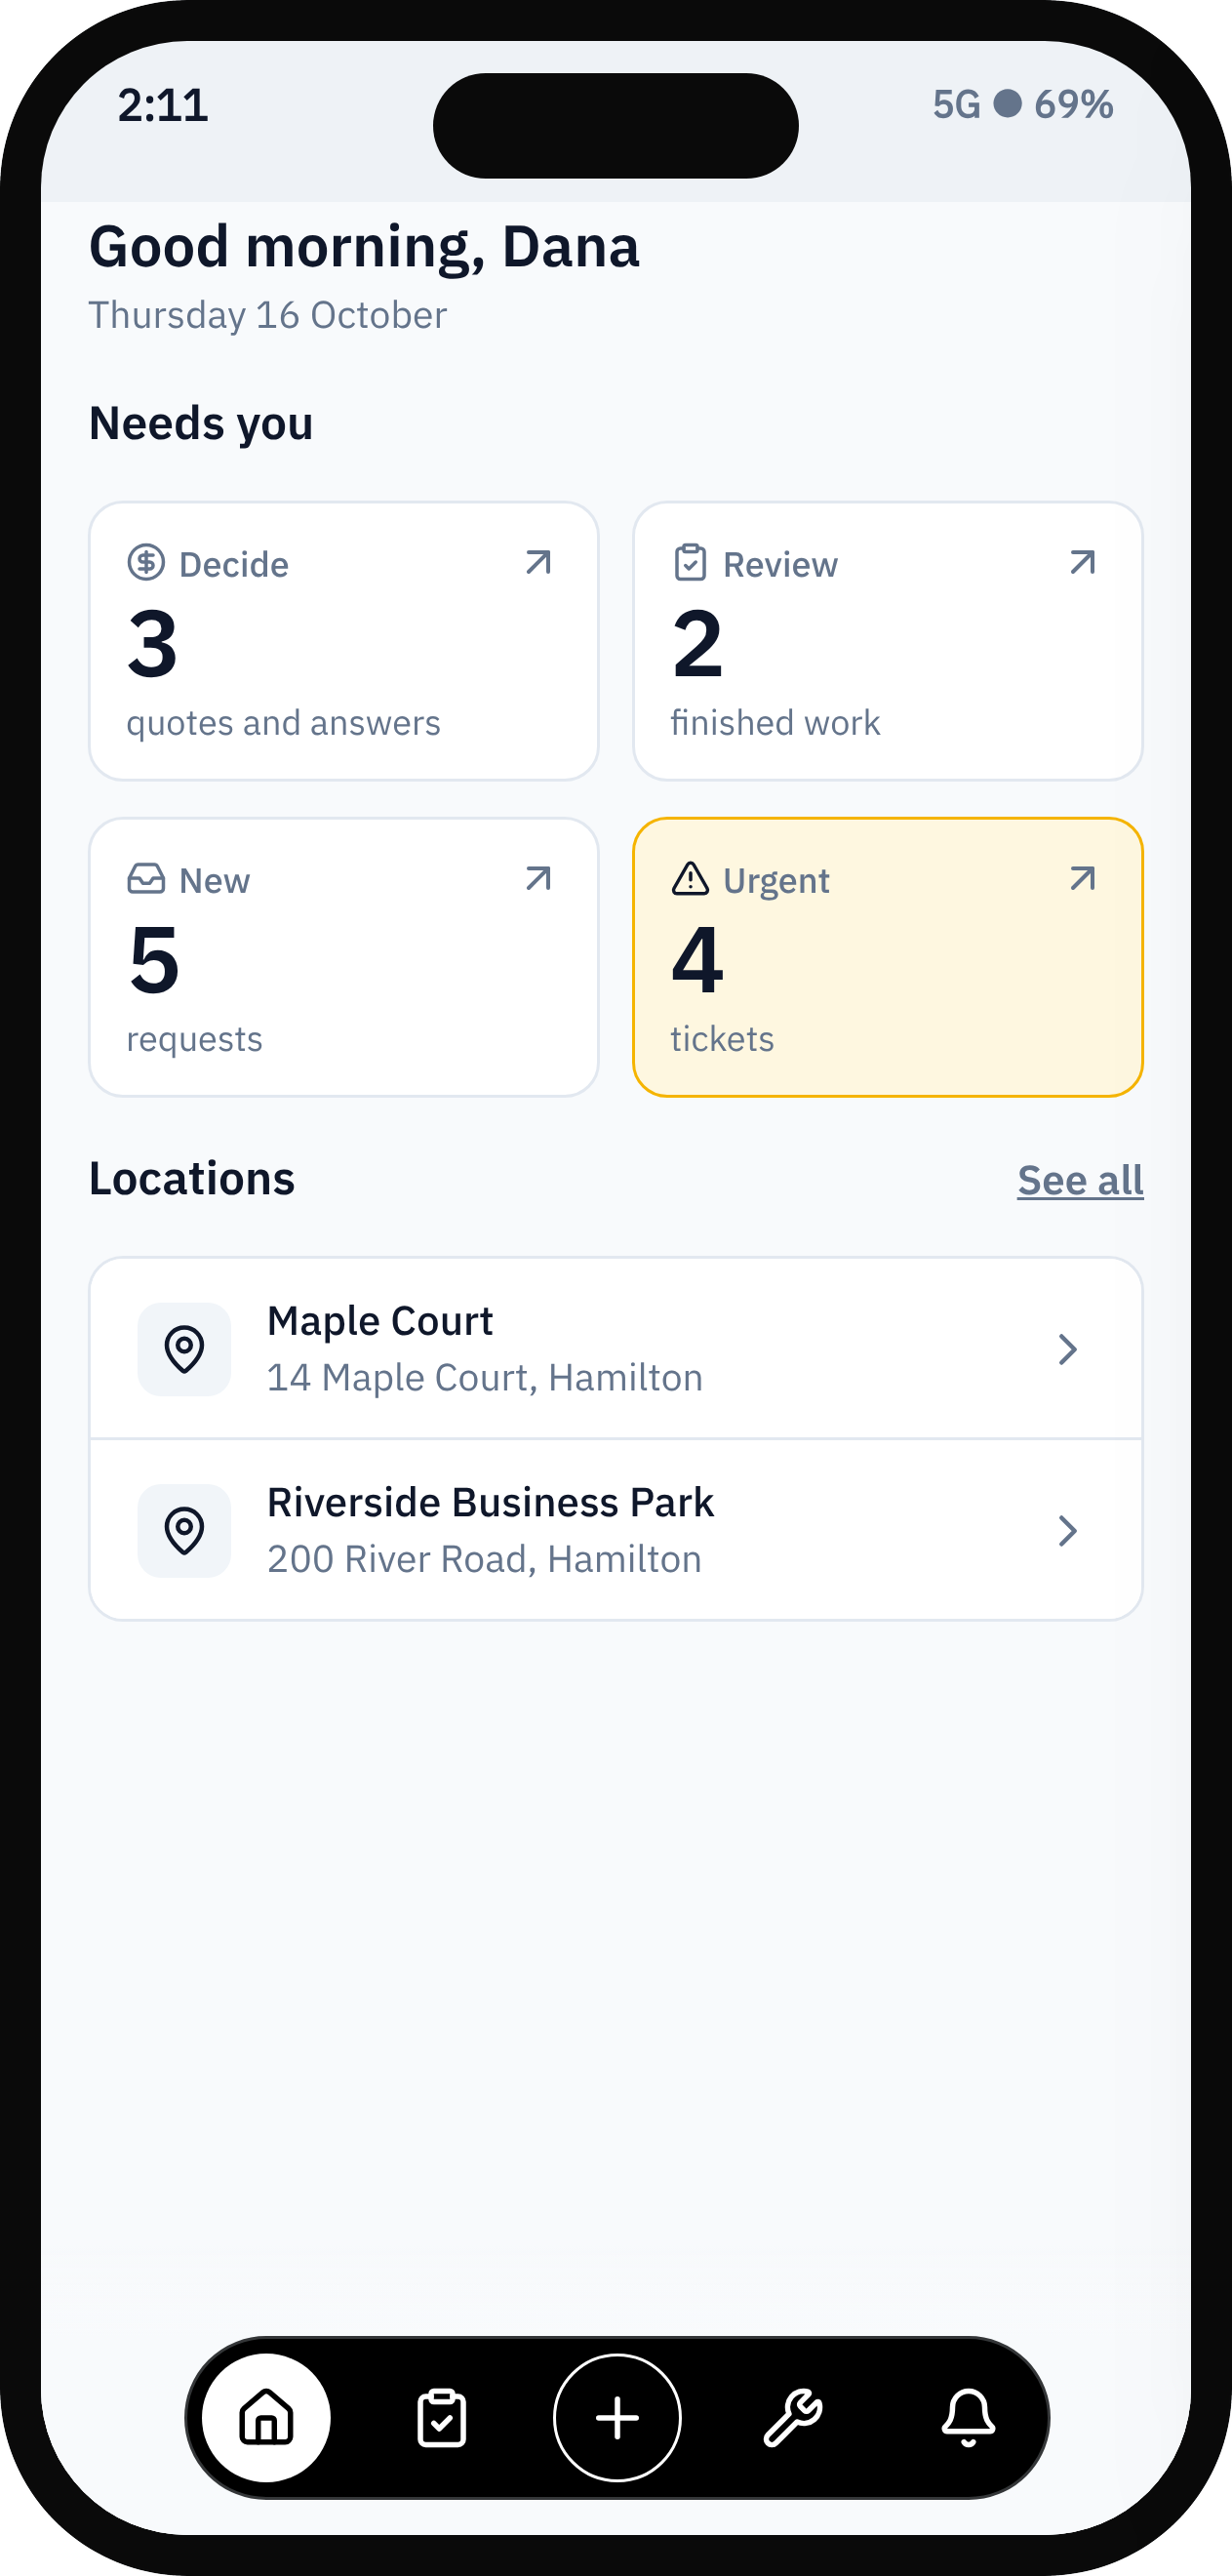 2:11
5G 69%
Good morning, Dana
Thursday 16 October
Needs you
Decide
3
quotes and answers
Review
2
finished work
New
5
requests
Urgent
4
tickets
Locations
See all
Maple Court
14 Maple Court, Hamilton
Riverside Business Park
200 River Road, Hamilton